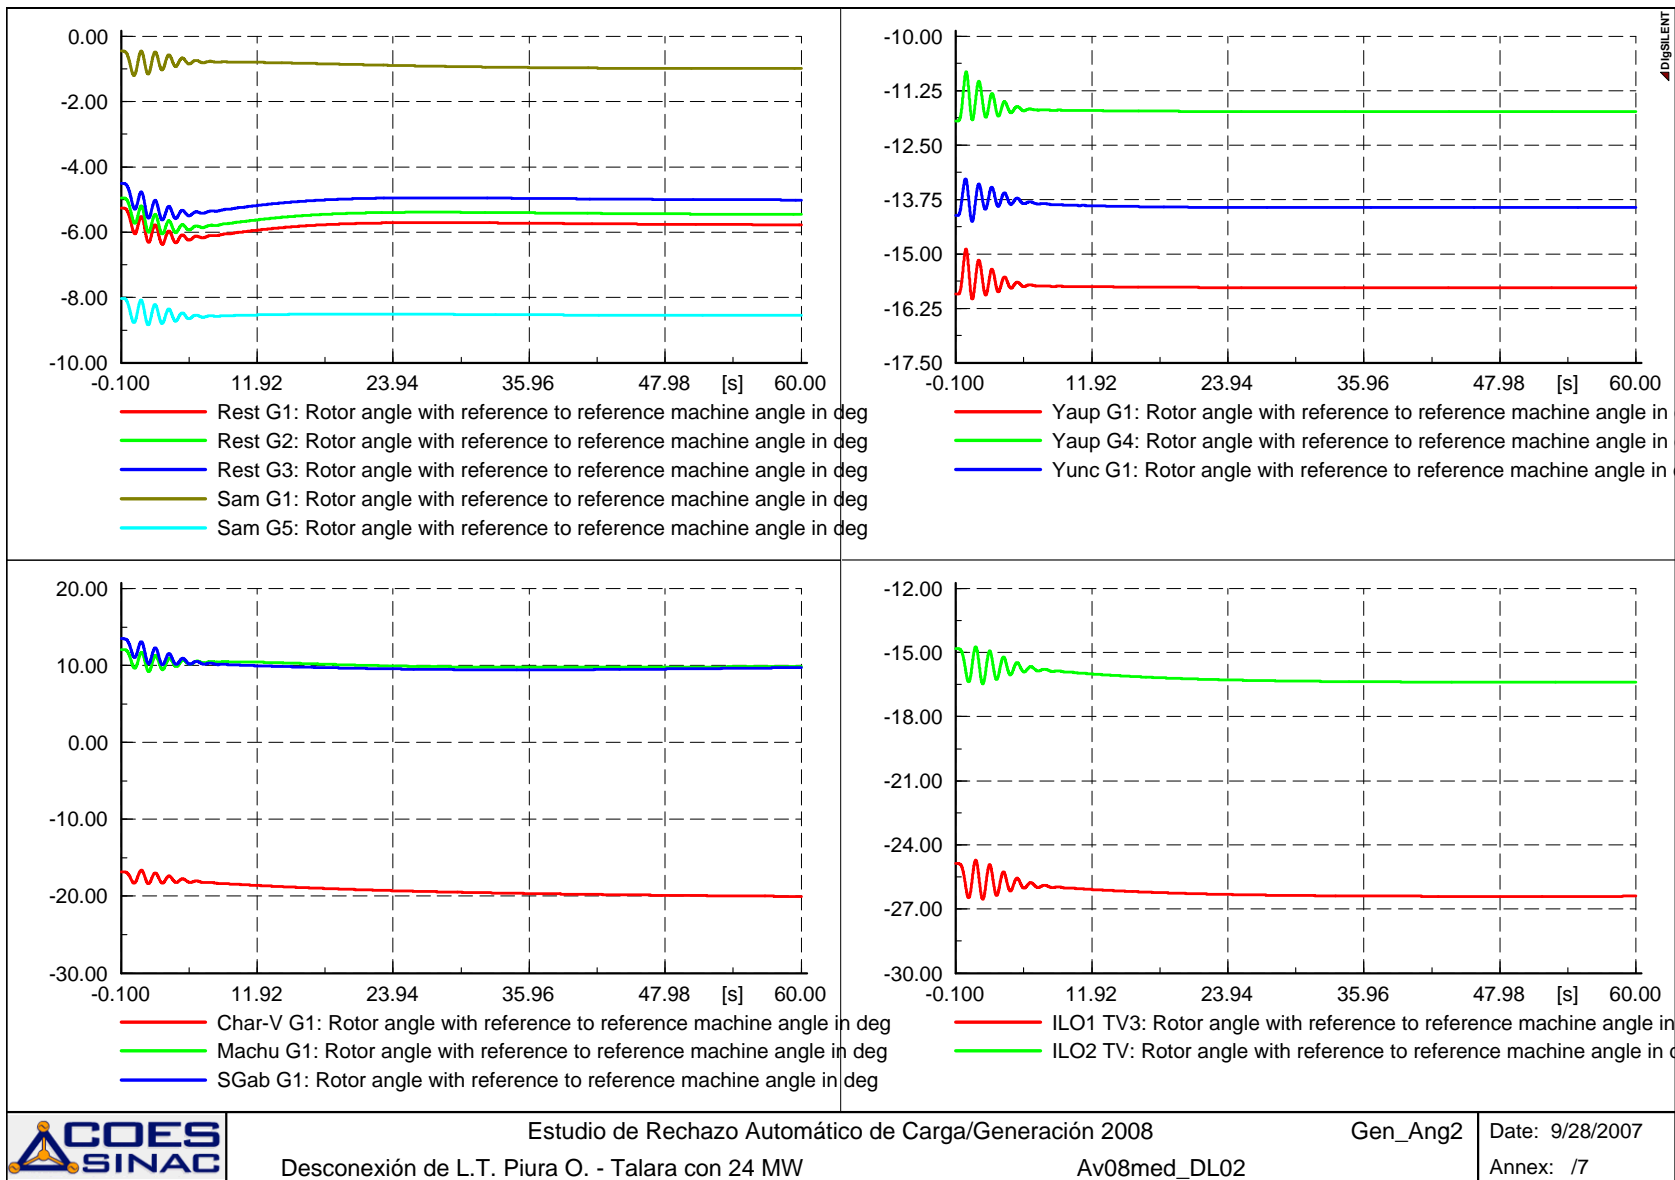 DIgSILENT
0.00
-2.00
-4.00
-6.00
-8.00
-10.00
-0.100 11.92 23.94 35.96 47.98 [s] 60.00
Rest G1: Rotor angle with reference to reference machine angle in deg
Rest G2: Rotor angle with reference to reference machine angle in deg
Rest G3: Rotor angle with reference to reference machine angle in deg
Sam G1: Rotor angle with reference to reference machine angle in deg
Sam G5: Rotor angle with reference to reference machine angle in deg
-10.00
-11.25
-12.50
-13.75
-15.00
-16.25
-17.50
-0.100 11.92 23.94 35.96 47.98 [s] 60.00
Yaup G1: Rotor angle with reference to reference machine angle in
Yaup G4: Rotor angle with reference to reference machine angle in
Yunc G1: Rotor angle with reference to reference machine angle in
20.00
10.00
0.00
-10.00
-20.00
-30.00
-0.100 11.92 23.94 35.96 47.98 [s] 60.00
Char-V G1: Rotor angle with reference to reference machine angle in deg
Machu G1: Rotor angle with reference to reference machine angle in deg
SGab G1: Rotor angle with reference to reference machine angle in deg
-12.00
-15.00
-18.00
-21.00
-24.00
-27.00
-30.00
-0.100 11.92 23.94 35.96 47.98 [s] 60.00
ILO1 TV3: Rotor angle with reference to reference machine angle in
ILO2 TV: Rotor angle with reference to reference machine angle in
COES
SINAC
Estudio de Rechazo Automático de Carga/Generación 2008 Gen_Ang2
Desconexión de L.T. Piura O. - Talara con 24 MW Av08med_DL02
Date: 9/28/2007
Annex: /7